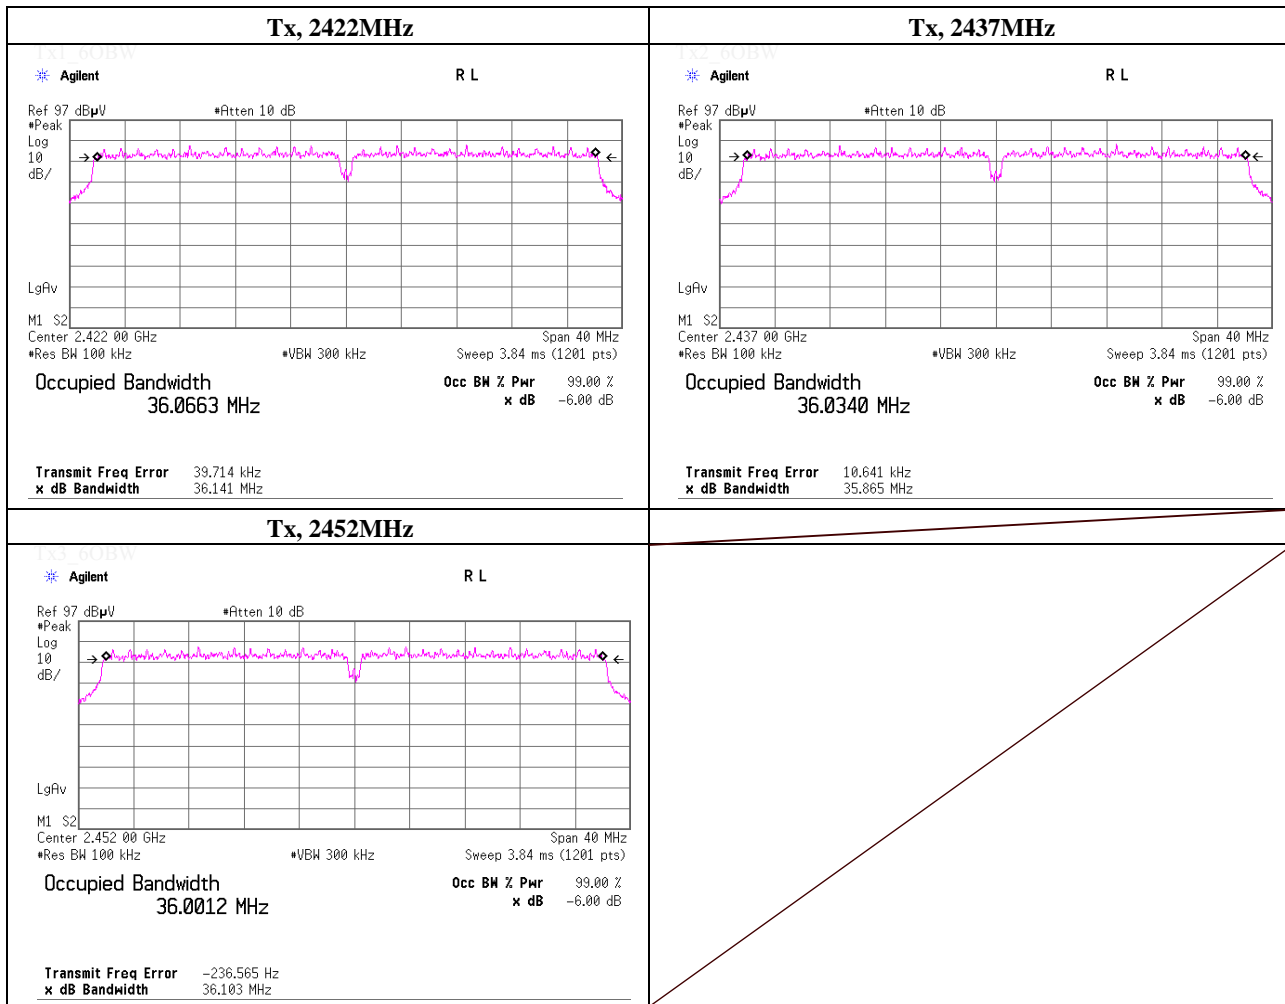 Tx, 2422MHz
Tx1_6OBW
Agilent
R L
Ref 97 dBµV
#Atten 10 dB
#Peak
Log
10
dB/
LgAv
M1 S2
Center 2.422 00 GHz
Span 40 MHz
#Res BW 100 kHz
#VBW 300 kHz
Sweep 3.84 ms (1201 pts)
Occupied Bandwidth
36.0663 MHz
Occ BW % Pwr 99.00 %
x dB -6.00 dB
Transmit Freq Error 39.714 kHz
x dB Bandwidth 36.141 MHz
Tx, 2437MHz
Tx2_6OBW
Agilent
R L
Ref 97 dBµV
#Atten 10 dB
#Peak
Log
10
dB/
LgAv
M1 S2
Center 2.437 00 GHz
Span 40 MHz
#Res BW 100 kHz
#VBW 300 kHz
Sweep 3.84 ms (1201 pts)
Occupied Bandwidth
36.0340 MHz
Occ BW % Pwr 99.00 %
x dB -6.00 dB
Transmit Freq Error 10.641 kHz
x dB Bandwidth 35.865 MHz
Tx, 2452MHz
Tx3_6OBW
Agilent
R L
Ref 97 dBµV
#Atten 10 dB
#Peak
Log
10
dB/
LgAv
M1 S2
Center 2.452 00 GHz
Span 40 MHz
#Res BW 100 kHz
#VBW 300 kHz
Sweep 3.84 ms (1201 pts)
Occupied Bandwidth
36.0012 MHz
Occ BW % Pwr 99.00 %
x dB -6.00 dB
Transmit Freq Error -236.565 Hz
x dB Bandwidth 36.103 MHz